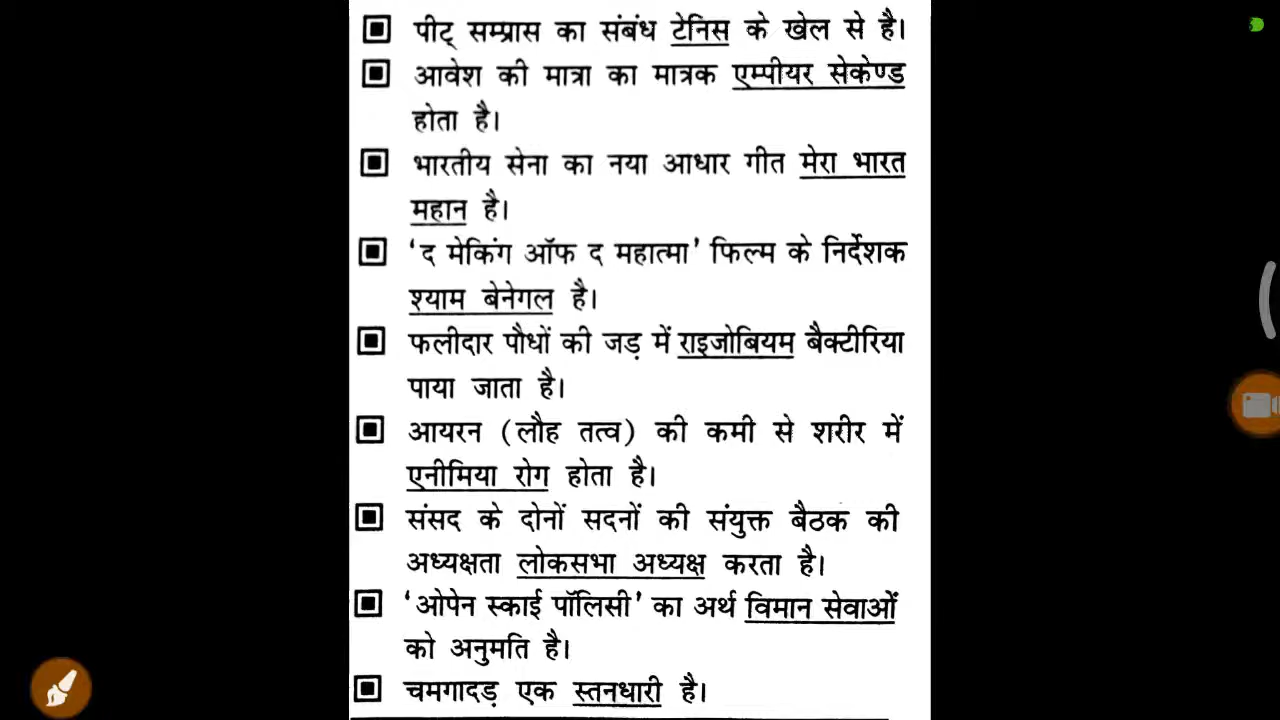 पीट् सम्प्रास का संबंध टेनिस के खेल से है।
आवेश की मात्रा का मात्रक एम्पीयर सेकेण्ड
होता है।
भारतीय सेना का नया आधार गीत मेरा भारत
महान है।
‘द मेकिंग ऑफ द महात्मा’ फिल्म के निर्देशक
श्याम बेनेगल है।
फलीदार पौधों की जड़ में राइजोबियम बैक्टीरिया
पाया जाता है।
आयरन (लौह तत्व) की कमी से शरीर में
एनीमिया रोग होता है।
संसद के दोनों सदनों की संयुक्त बैठक की
अध्यक्षता लोकसभा अध्यक्ष करता है।
‘ओपेन स्काई पॉलिसी’ का अर्थ विमान सेवाओं
को अनुमति है।
चमगादड़ एक स्तनधारी है।